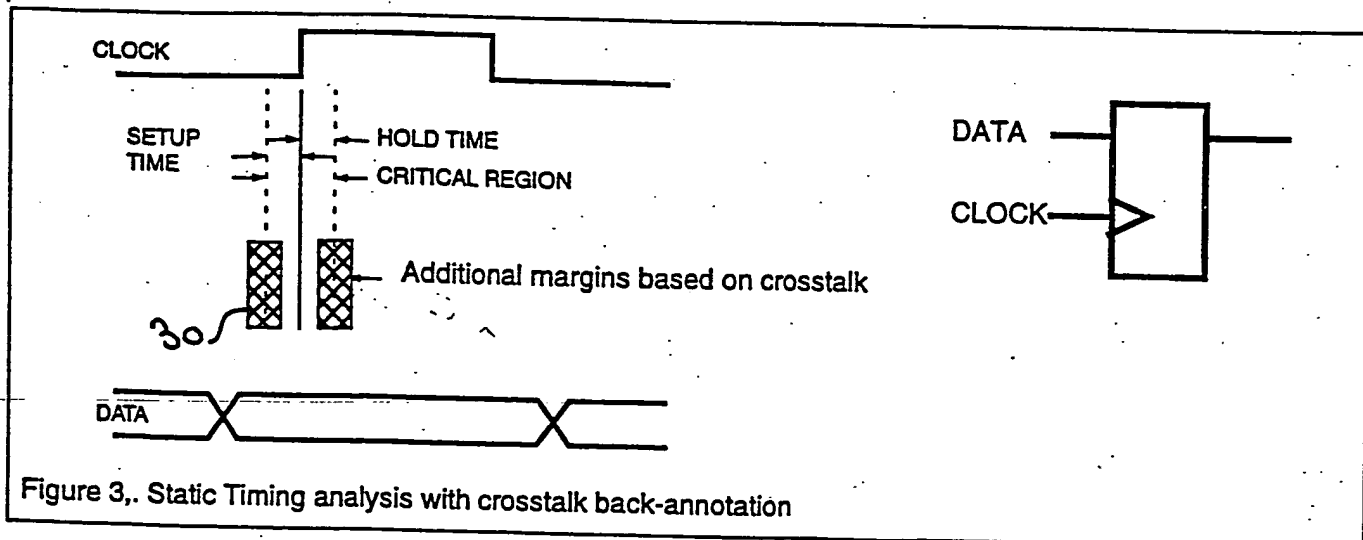 CLOCK
SETUP
TIME
HOLD TIME
CRITICAL REGION
Additional margins based on crosstalk
30
DATA
DATA
CLOCK
Figure 3,. Static Timing analysis with crosstalk back-annotation